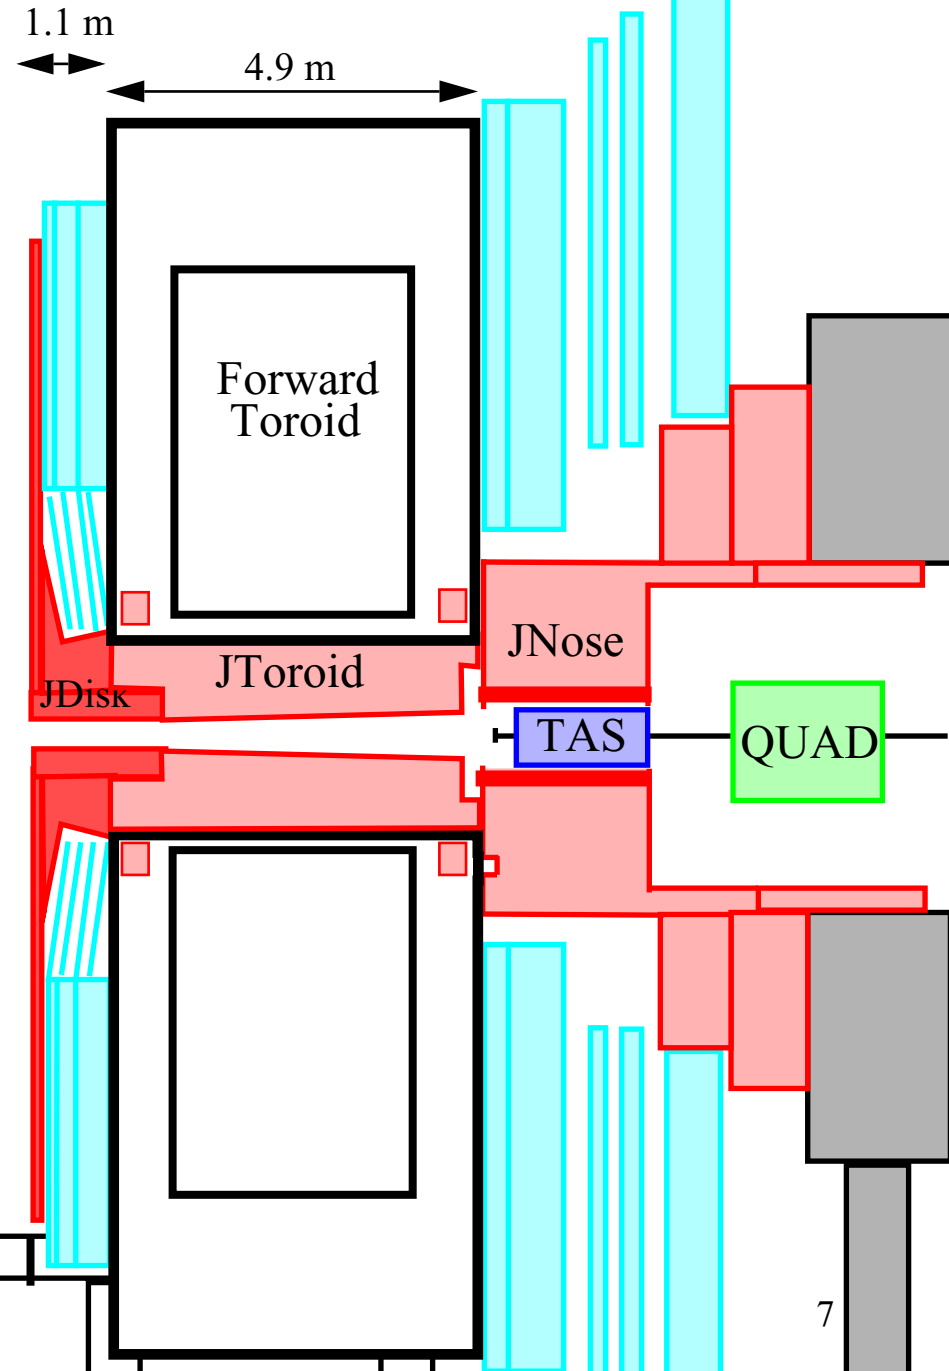 1.1 m
4.9 m
Forward
Toroid
JNose
JToroid
JDisk
TAS
QUAD
7